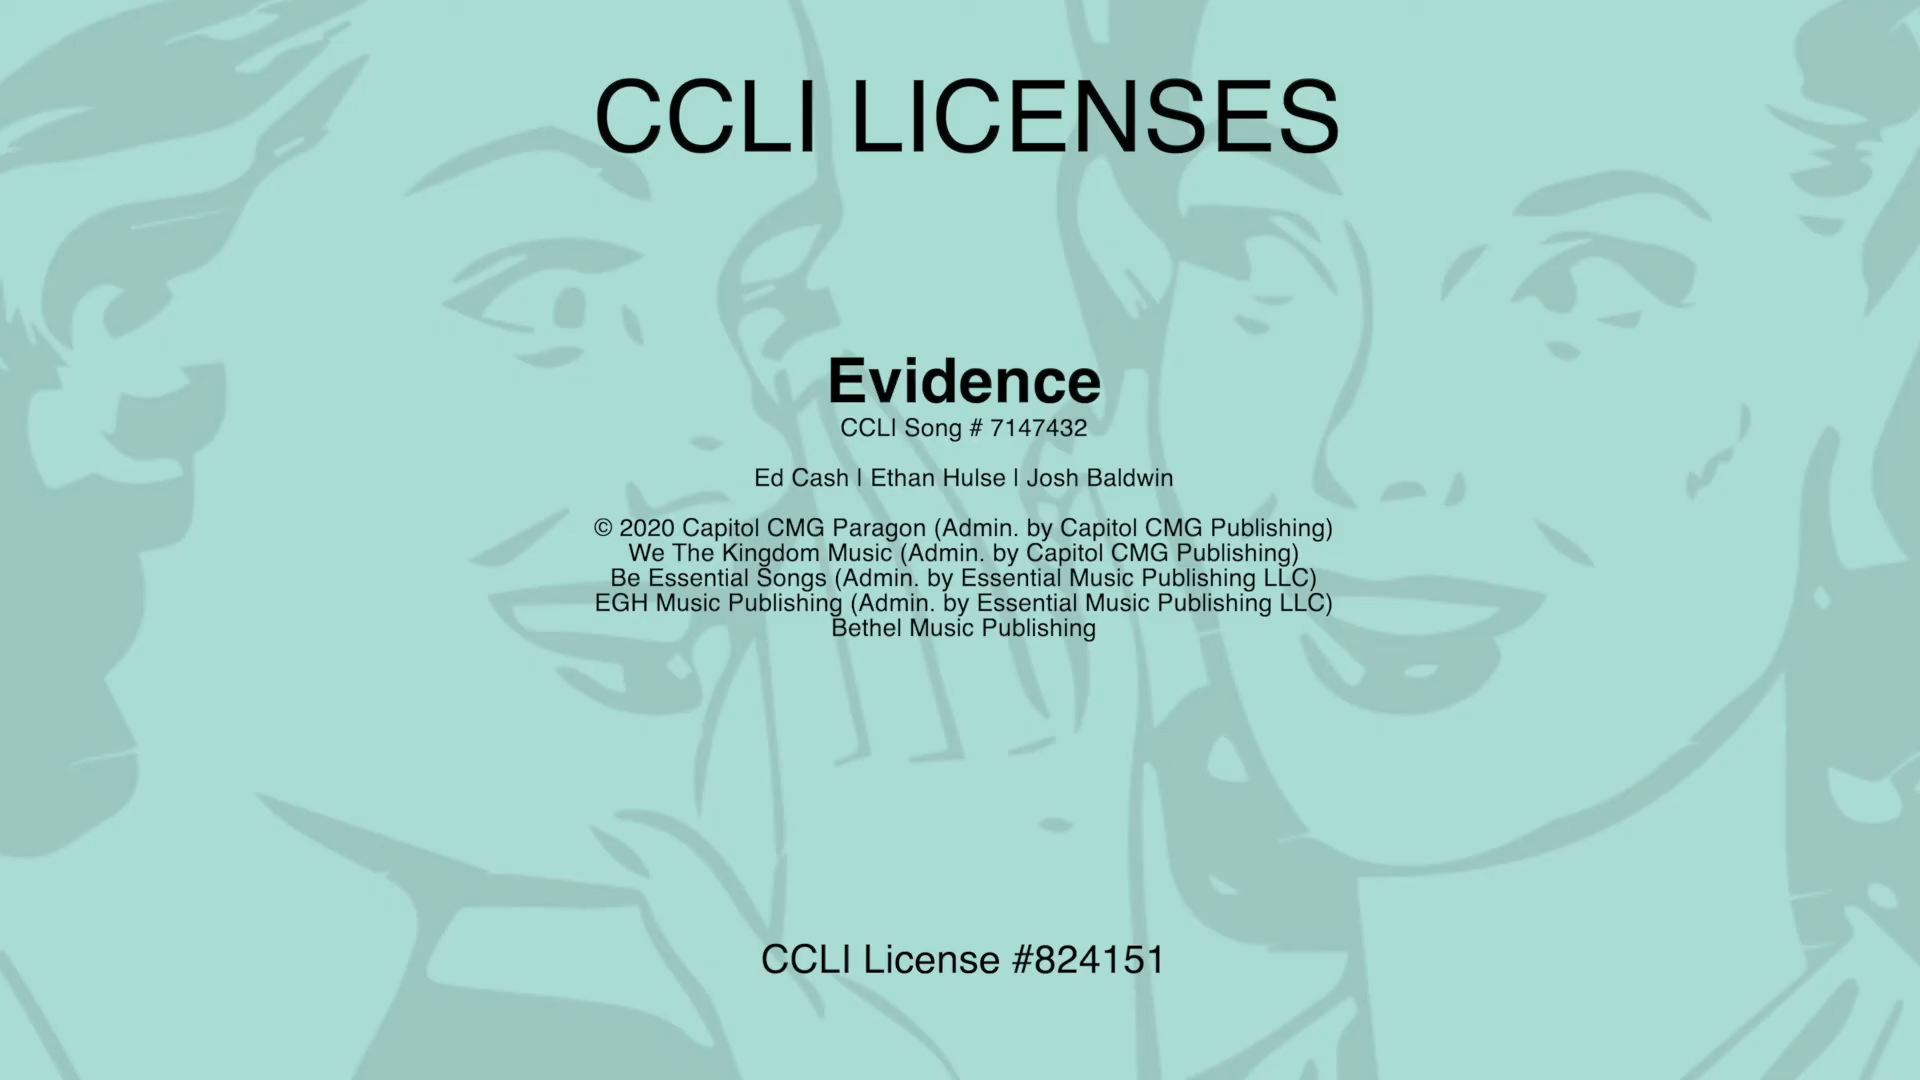 CCLI LICENSES
Evidence
CCLI Song # 7147432
Ed Cash | Ethan Hulse | Josh Baldwin
© 2020 Capitol CMG Paragon (Admin. by Capitol CMG Publishing)
We The Kingdom Music (Admin. by Capitol CMG Publishing)
Be Essential Songs (Admin. by Essential Music Publishing LLC)
EGH Music Publishing (Admin. by Essential Music Publishing LLC)
Bethel Music Publishing
CCLI License #824151